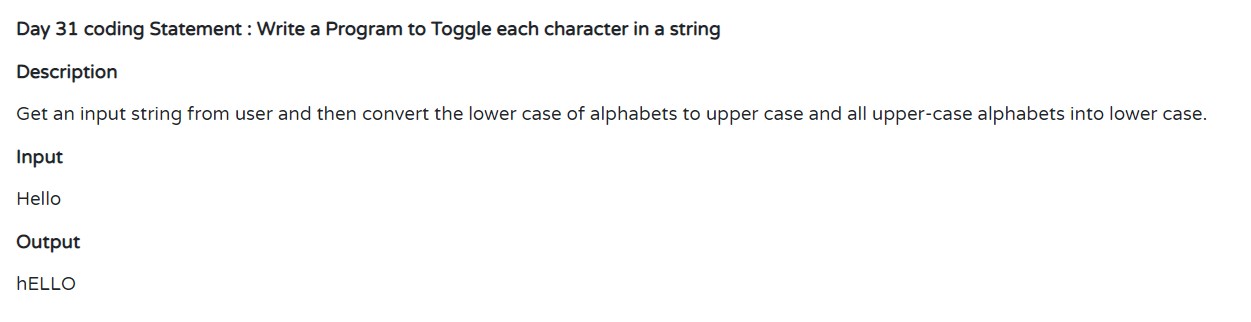 Day 31 coding Statement : Write a Program to Toggle each character in a string
Description
Get an input string from user and then convert the lower case of alphabets to upper case and all upper-case alphabets into lower case.
Input
Hello
Output
hELLO